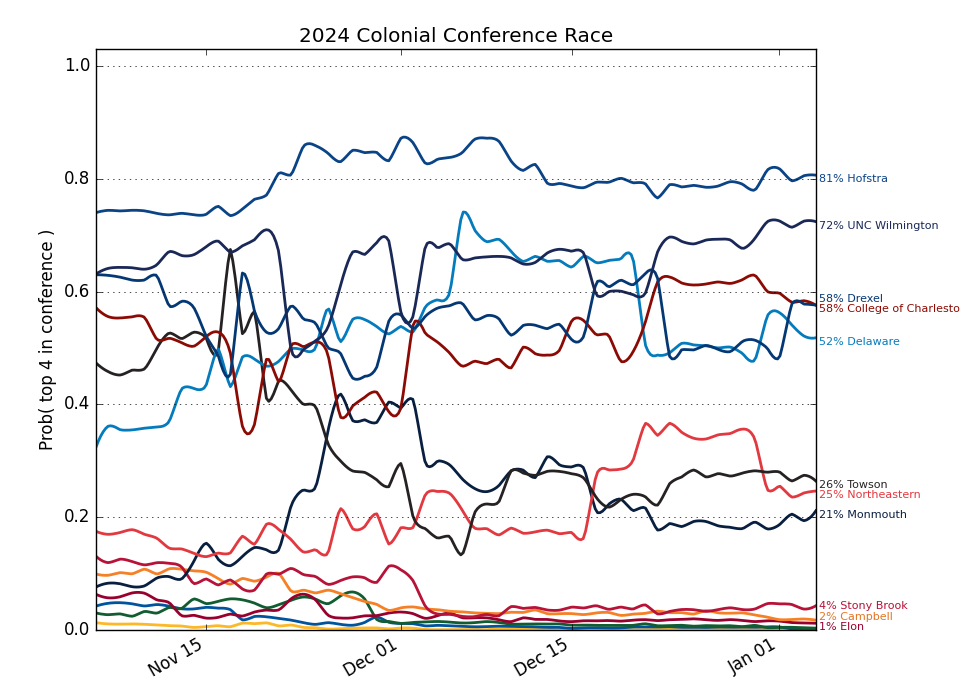 2024 Colonial Conference Race
Prob( top 4 in conference )
1.0
0.8
0.6
0.4
0.2
0.0
Nov 15
Dec 01
Dec 15
Jan 01
81% Hofstra
72% UNC Wilmington
58% Drexel
58% College of Charlesto
52% Delaware
26% Towson
25% Northeastern
21% Monmouth
4% Stony Brook
2% Campbell
1% Elon